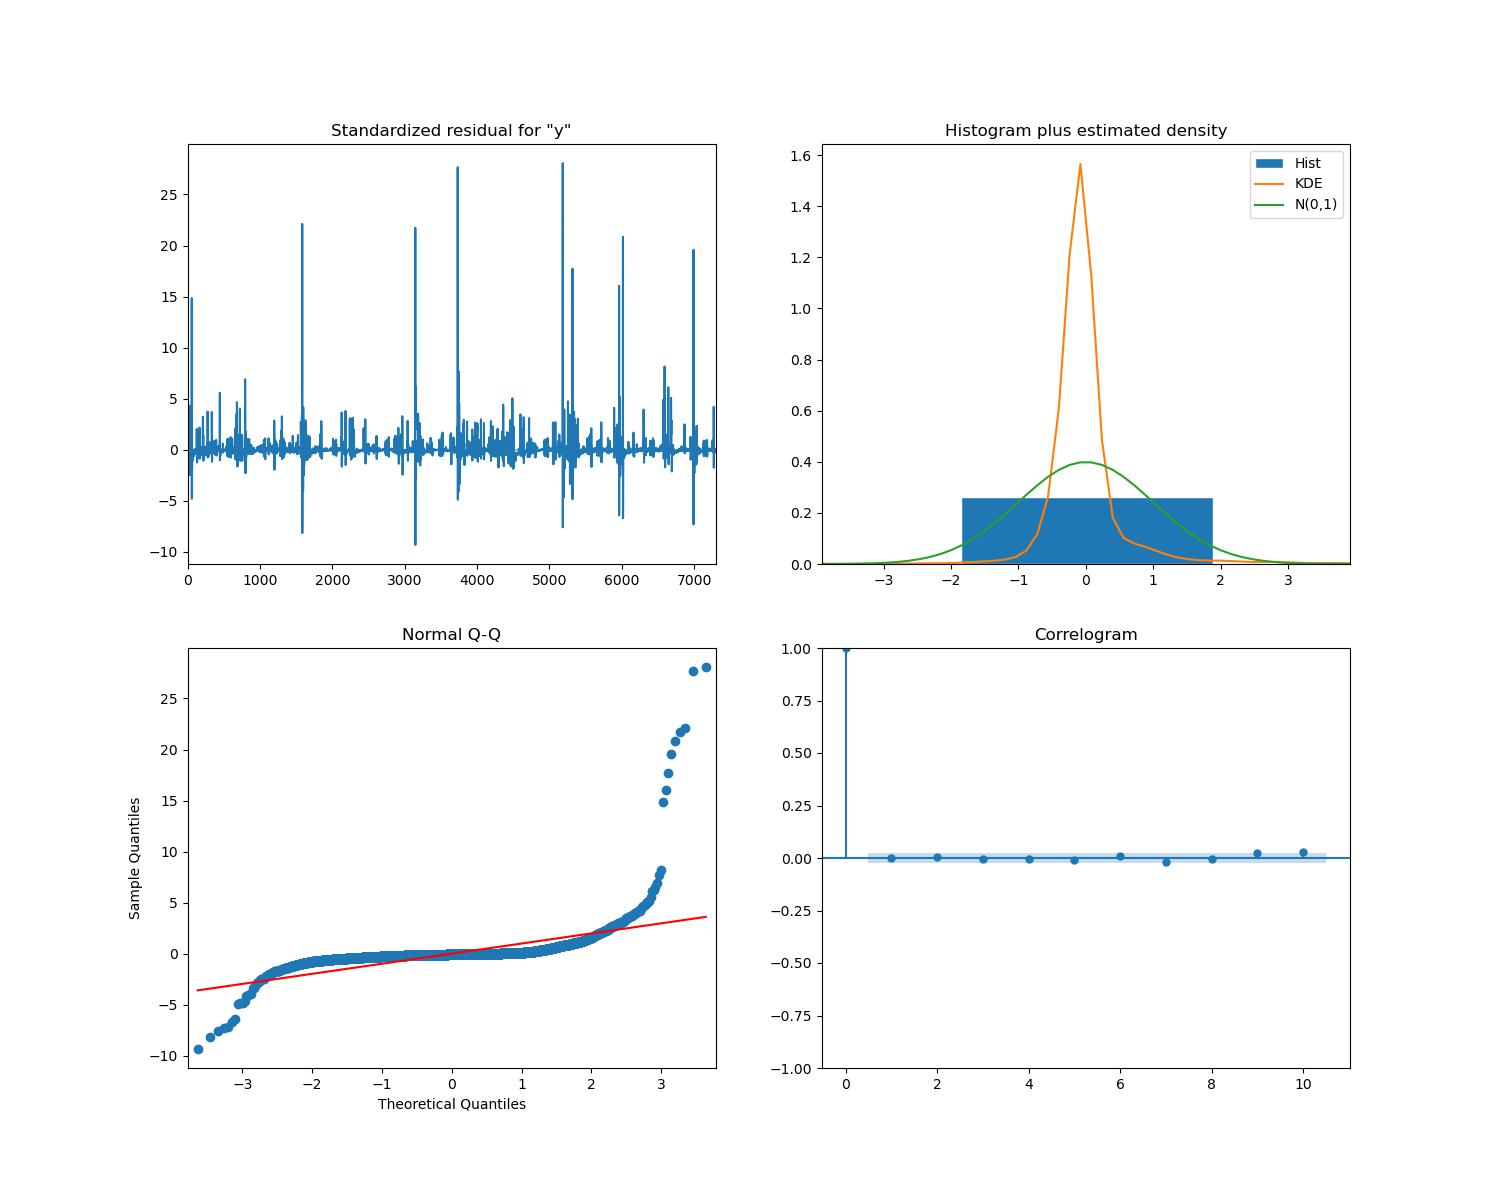 Standardized residual for "y"
25
20
15
10
5
0
−5
−10
0 1000 2000 3000 4000 5000 6000 7000
Histogram plus estimated density
1.6
1.4
1.2
1.0
0.8
0.6
0.4
0.2
0.0
Hist
KDE
N(0,1)
−3 −2 −1 0 1 2 3
Normal Q-Q
Sample Quantiles
25
20
15
10
5
0
−5
−10
−3 −2 −1 0 1 2 3
Theoretical Quantiles
Correlogram
1.00
0.75
0.50
0.25
0.00
−0.25
−0.50
−0.75
−1.00
0 2 4 6 8 10